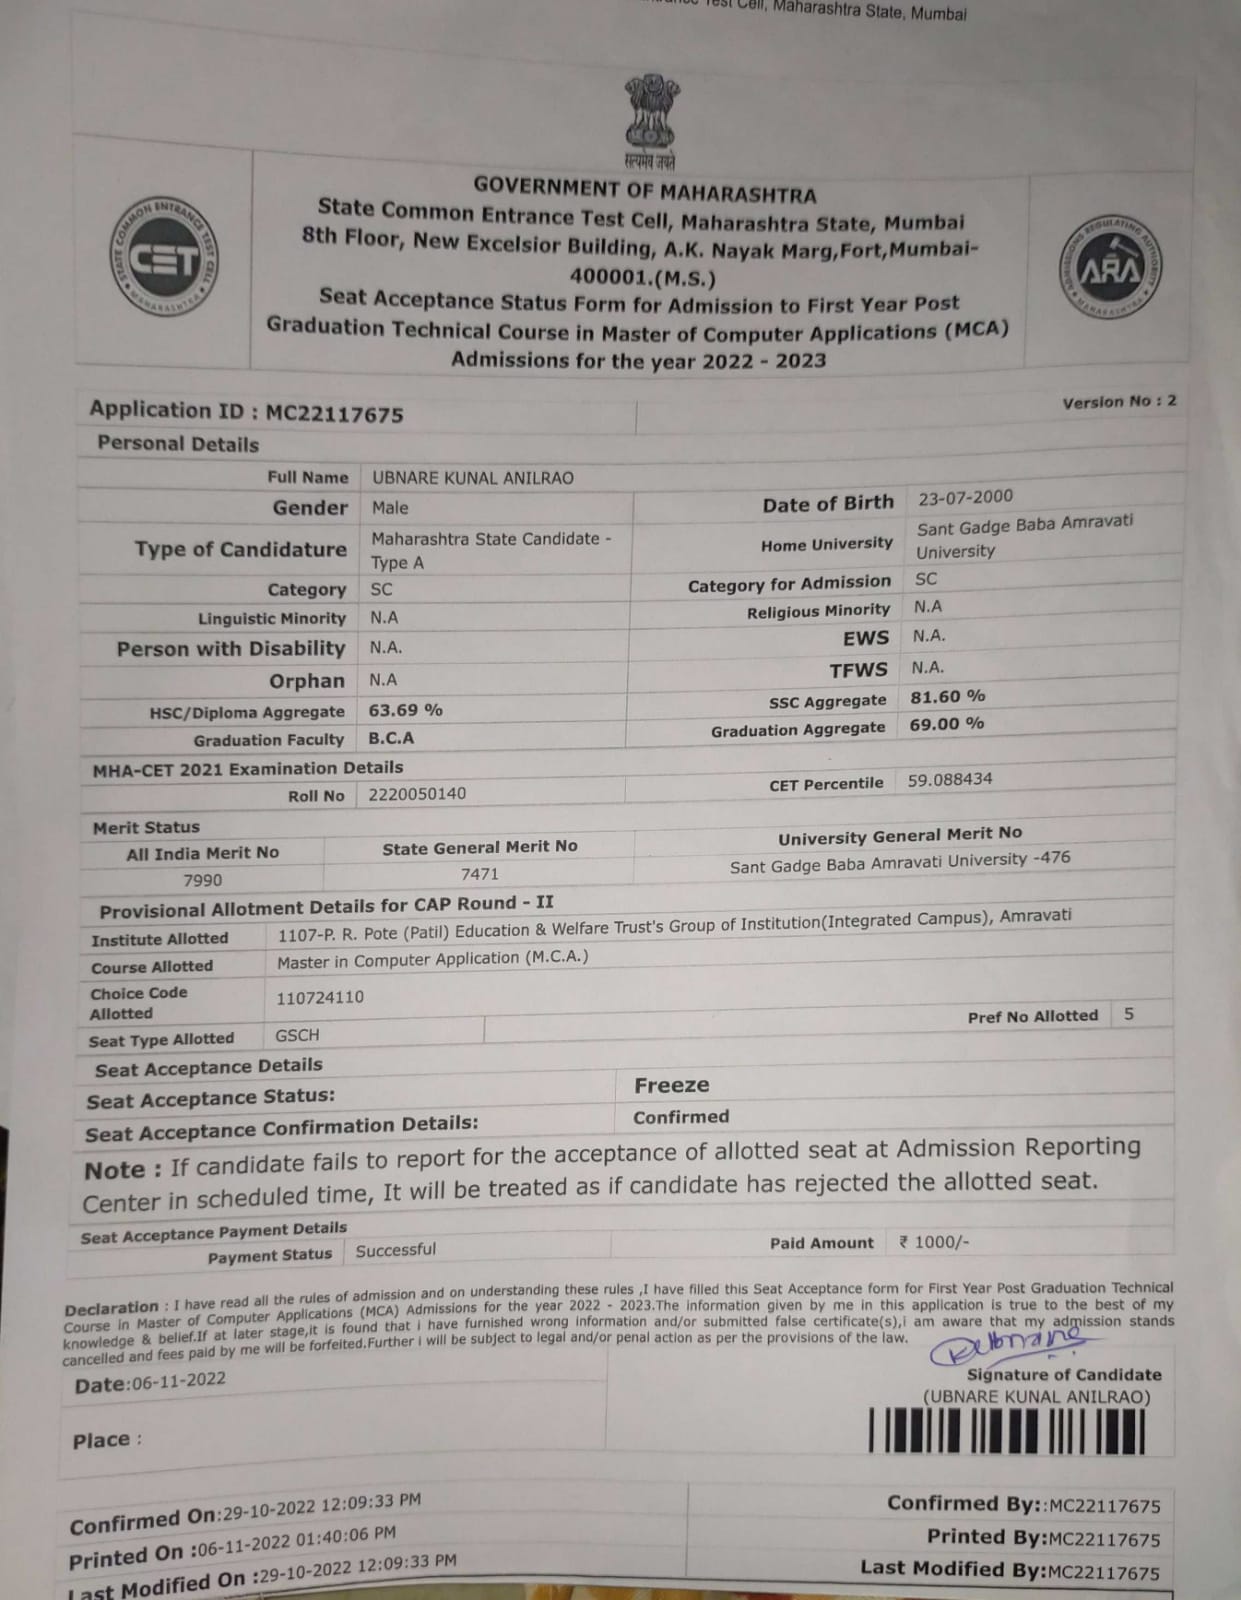 Test Cell, Maharashtra State, Mumbai
सत्यमेव जयते
GOVERNMENT OF MAHARASHTRA
State Common Entrance Test Cell, Maharashtra State, Mumbai
8th Floor, New Excelsior Building, A.K. Nayak Marg,Fort,Mumbai-
400001.(M.S.)
Seat Acceptance Status Form for Admission to First Year Post
Graduation Technical Course in Master of Computer Applications (MCA)
Admissions for the year 2022 - 2023
STATE COMMON ENTRANCE TEST CELL
CET
MAHARASHTRA
ADMISSIONS REGULATING AUTHORITY
ARA
MAHARASHTRA
Application ID : MC22117675
Version No : 2
Personal Details
Full Name UBNARE KUNAL ANILRAO
Gender Male Date of Birth 23-07-2000
Type of Candidature Maharashtra State Candidate -
Type A
Home University Sant Gadge Baba Amravati
University
Category SC Category for Admission SC
Linguistic Minority N.A Religious Minority N.A
Person with Disability N.A. EWS N.A.
Orphan N.A TFWS N.A.
HSC/Diploma Aggregate 63.69 % SSC Aggregate 81.60 %
Graduation Faculty B.C.A Graduation Aggregate 69.00 %
MHA-CET 2021 Examination Details
Roll No 2220050140 CET Percentile 59.088434
Merit Status
All India Merit No State General Merit No University General Merit No
7990 7471 Sant Gadge Baba Amravati University -476
Provisional Allotment Details for CAP Round - II
Institute Allotted 1107-P. R. Pote (Patil) Education & Welfare Trust's Group of Institution(Integrated Campus), Amravati
Course Allotted Master in Computer Application (M.C.A.)
Choice Code
Allotted
110724110
Seat Type Allotted GSCH Pref No Allotted 5
Seat Acceptance Details
Seat Acceptance Status: Freeze
Seat Acceptance Confirmation Details: Confirmed
Note : If candidate fails to report for the acceptance of allotted seat at Admission Reporting
Center in scheduled time, It will be treated as if candidate has rejected the allotted seat.
Seat Acceptance Payment Details
Payment Status Successful Paid Amount ₹ 1000/-
Declaration : I have read all the rules of admission and on understanding these rules ,I have filled this Seat Acceptance form for First Year Post Graduation Technical
Course in Master of Computer Applications (MCA) Admissions for the year 2022 - 2023.The information given by me in this application is true to the best of my
knowledge & belief.If at later stage,it is found that i have furnished wrong information and/or submitted false certificate(s),i am aware that my admission stands
cancelled and fees paid by me will be forfeited.Further i will be subject to legal and/or penal action as per the provisions of the law.
Date:06-11-2022
Signature of Candidate
(UBNARE KUNAL ANILRAO)
Place :
Confirmed On:29-10-2022 12:09:33 PM Confirmed By::MC22117675
Printed On :06-11-2022 01:40:06 PM Printed By:MC22117675
Last Modified On :29-10-2022 12:09:33 PM Last Modified By:MC22117675